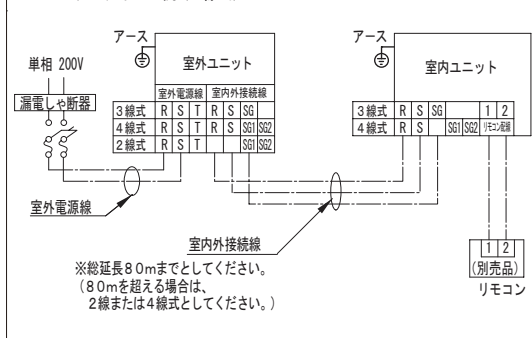 アース
単相 200V
漏電しゃ断器
室外ユニット
室外電源線 室内外接続線
3線式 R S T R S SG
4線式 R S T R S SG1 SG2
2線式 R S T SG1 SG2
室外電源線
室内外接続線
※総延長80mまでとしてください。
(80mを超える場合は、
2線または4線式としてください。)
アース
室内ユニット
3線式 R S SG 1 2
4線式 R S SG1 SG2 リモコン配線
1 2
(別売品)
リモコン